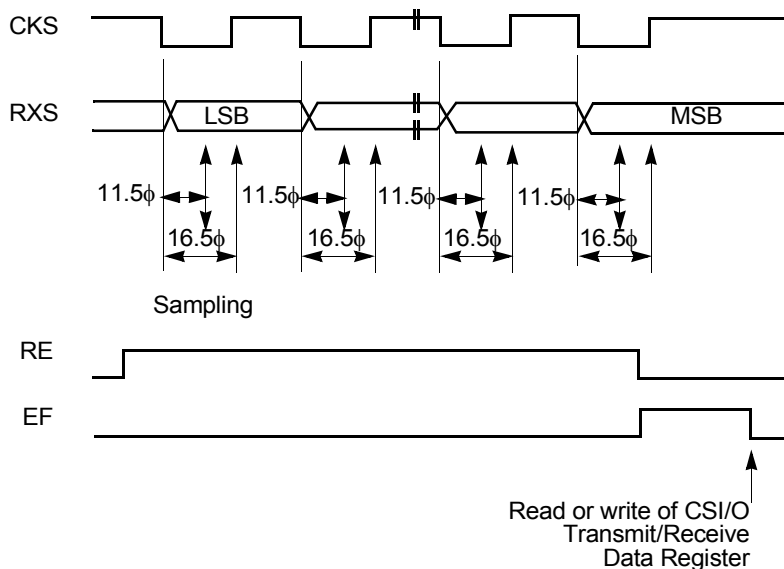 CKS
RXS
LSB
MSB
11.5ϕ 11.5ϕ 11.5ϕ 11.5ϕ
16.5ϕ 16.5ϕ 16.5ϕ 16.5ϕ
Sampling
RE
EF
Read or write of CSI/O
Transmit/Receive
Data Register